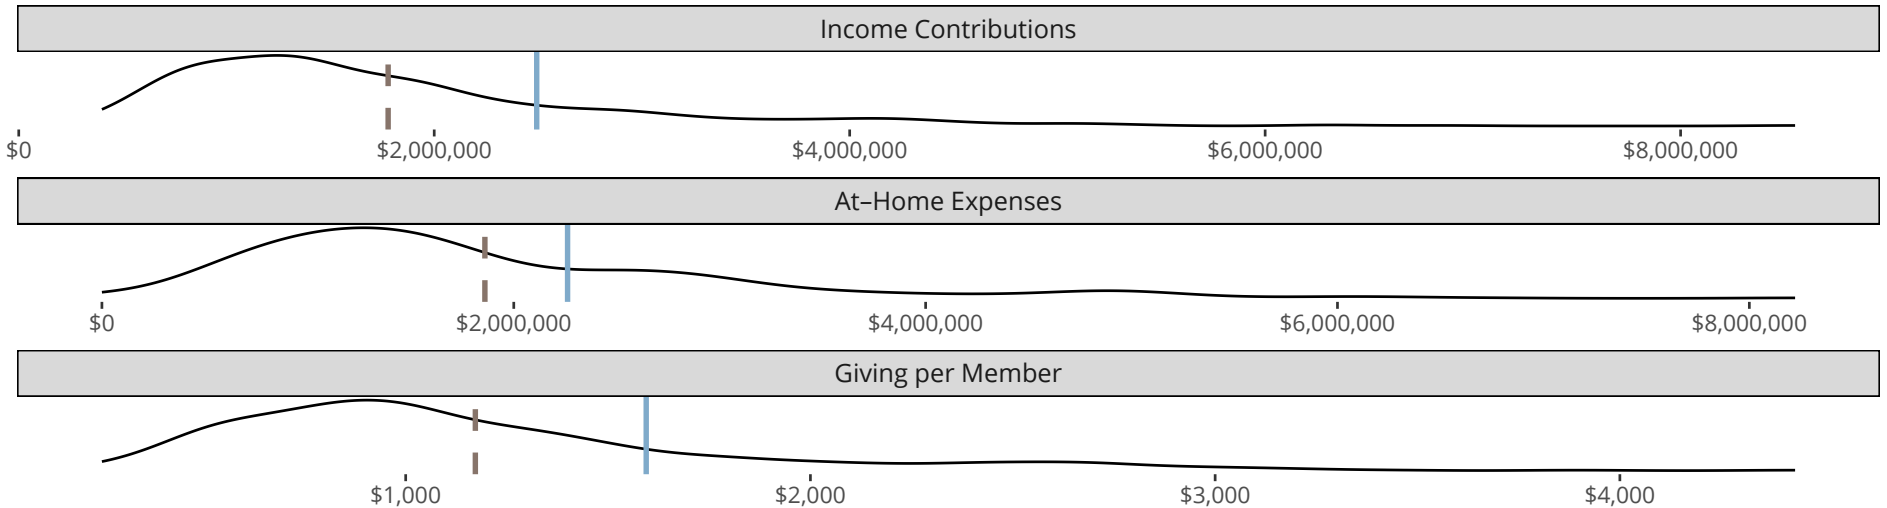 Income Contributions
$0 $2,000,000 $4,000,000 $6,000,000 $8,000,000
At–Home Expenses
$0 $2,000,000 $4,000,000 $6,000,000 $8,000,000
Giving per Member
$1,000 $2,000 $3,000 $4,000